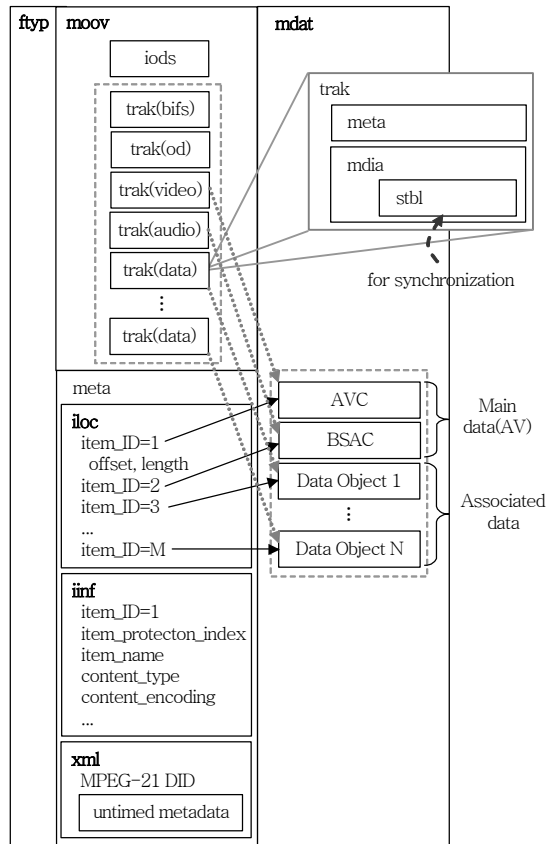 ftyp
moov
mdat
iods
trak(bifs)
trak(od)
trak(video)
trak(audio)
trak(data)
⋮
trak(data)
trak
meta
mdia
stbl
for synchronization
meta
iloc
item_ID=1
offset, length
item_ID=2
item_ID=3
...
item_ID=M
AVC
BSAC
Data Object 1
⋮
Data Object N
Main
data(AV)
Associated
data
iinf
item_ID=1
item_protecton_index
item_name
content_type
content_encoding
...
xml
MPEG-21 DID
untimed metadata